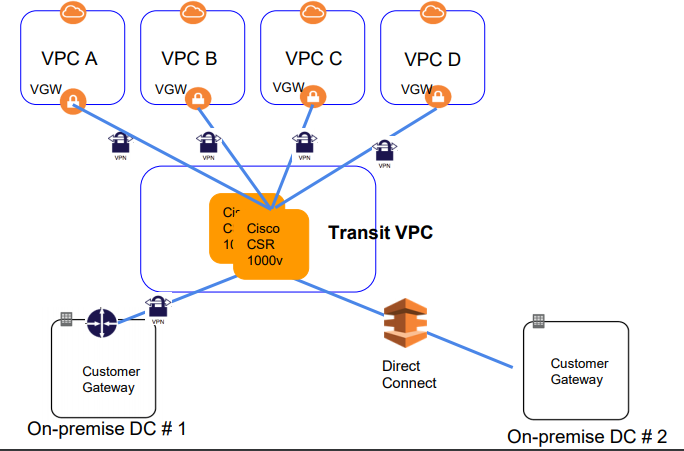 VPC A
VPC B
VPC C
VPC D
VGW
VGW
VGW
VGW
VPN
VPN
VPN
VPN
Cisco
CSR
1000v
Transit VPC
VPN
Customer
Gateway
Direct
Connect
Customer
Gateway
On-premise DC # 1
On-premise DC # 2